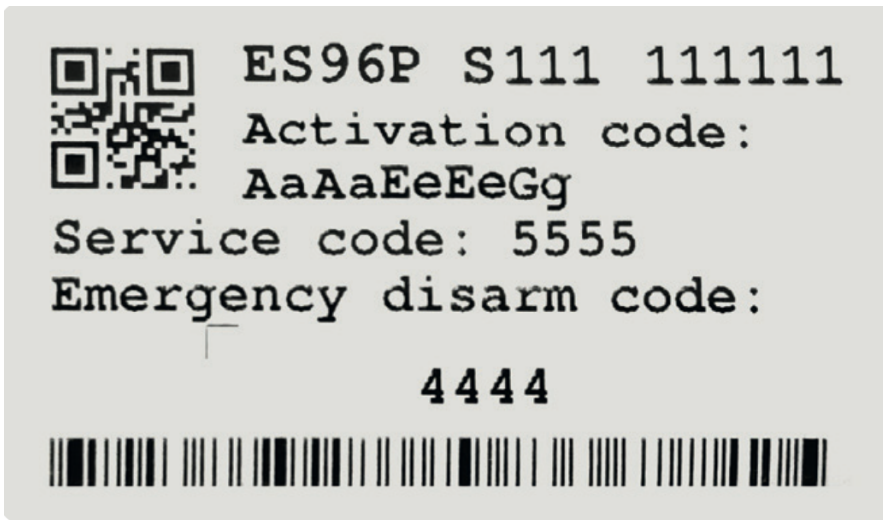 ES96P S111 111111
Activation code:
AaAaEeEeGg
Service code: 5555
Emergency disarm code:
4444